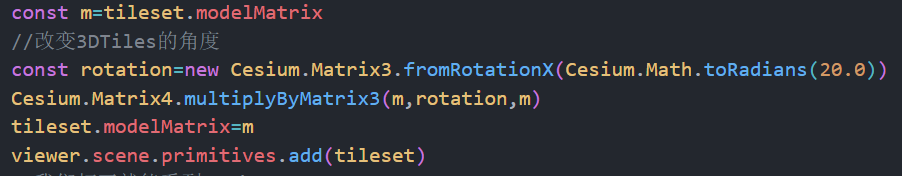 const m=tileset.modelMatrix
//改变3DTiles的角度
const rotation=new Cesium.Matrix3.fromRotationX(Cesium.Math.toRadians(20.0))
Cesium.Matrix4.multiplyByMatrix3(m,rotation,m)
tileset.modelMatrix=m
viewer.scene.primitives.add(tileset)